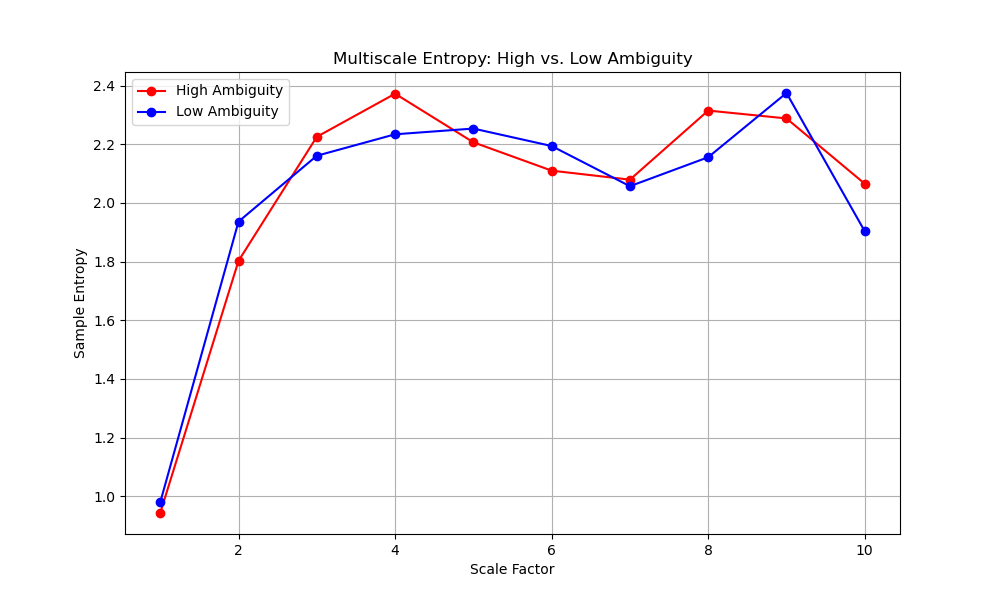 Multiscale Entropy: High vs. Low Ambiguity
High Ambiguity
Low Ambiguity
Sample Entropy
2.4
2.2
2.0
1.8
1.6
1.4
1.2
1.0
2 4 6 8 10
Scale Factor